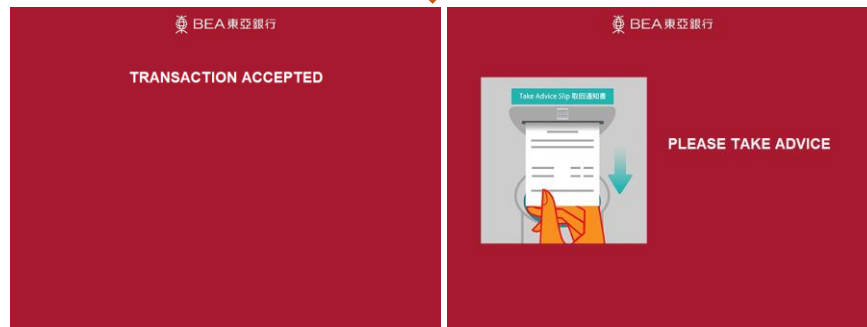 BEA東亞銀行
TRANSACTION ACCEPTED
BEA東亞銀行
Take Advice Slip 取回通知書
PLEASE TAKE ADVICE